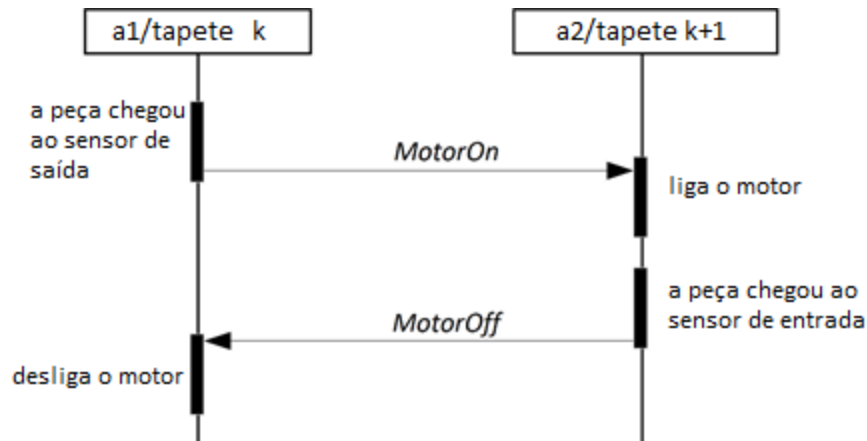 a1/tapete k
a2/tapete k+1
a peça chegou
ao sensor de
saída
MotorOn
liga o motor
a peça chegou ao
sensor de entrada
MotorOff
desliga o motor